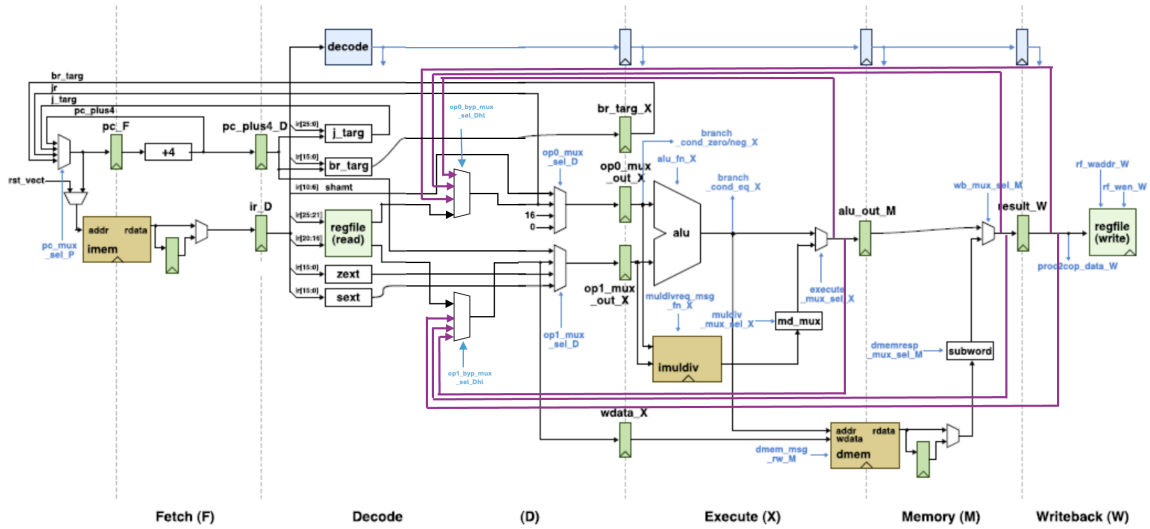 decode
br_targ
jr
j_targ
pc_plus4
pc_F
+4
pc_plus4_D
rst_vect
pc_mux
_sel_P
addr rdata
imem
ir_D
ir[25:0]
j_targ
ir[15:0]
br_targ
ir[10:6] shamt
ir[25:21]
ir[20:16]
regfile
(read)
ir[15:0]
zext
ir[15:0]
sext
op0_byp_mux
_sel_Dhl
op1_byp_mux
_sel_Dhl
op0_mux
_sel_D
16
0
op1_mux
_sel_D
br_targ_X
op0_mux
_out_X
op1_mux
_out_X
wdata_X
branch
_cond_zero/neg_X
alu_fn_X
branch
_cond_eq_X
alu
muldivreq_msg
_fn_X
imuldiv
muldiv
_mux_sel_X
md_mux
execute
_mux_sel_X
alu_out_M
dmemresp
_mux_sel_M
subword
wb_mux_sel_M
dmem_msg
_rw_M
addr rdata
wdata
dmem
result_W
proc2cop_data_W
rf_waddr_W
rf_wen_W
regfile
(write)
Fetch (F)
Decode (D)
Execute (X)
Memory (M)
Writeback (W)